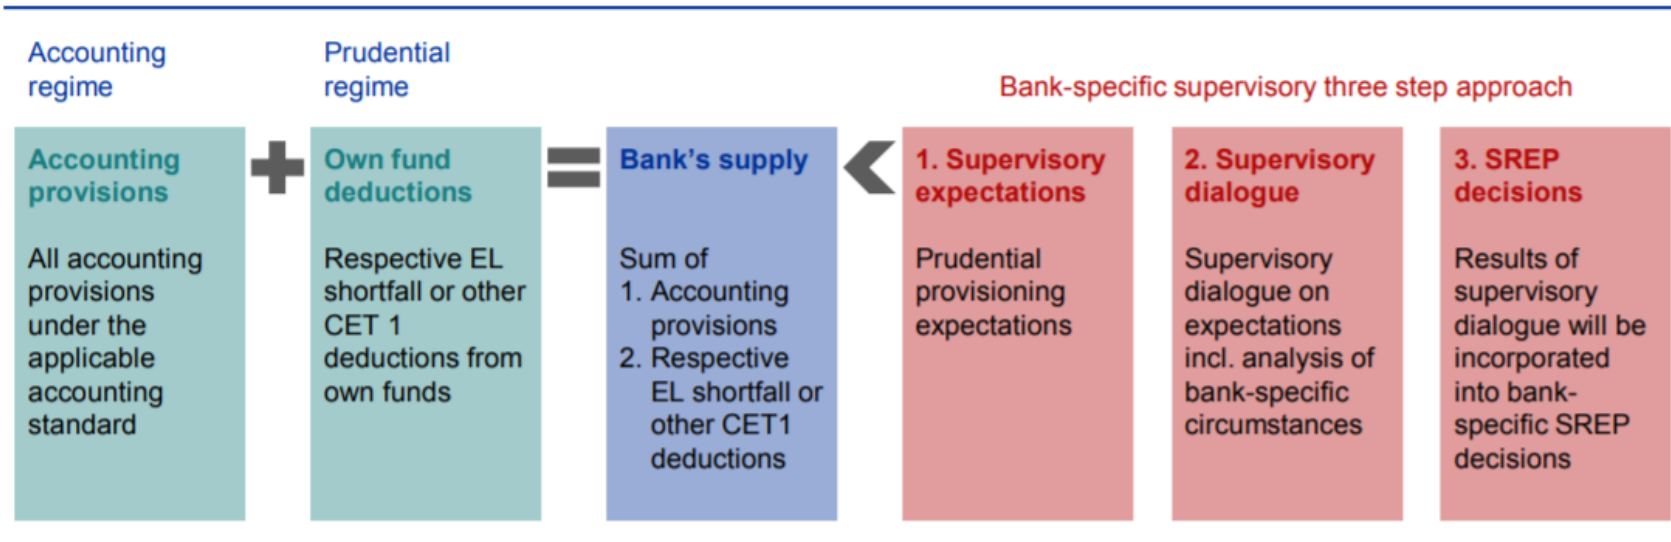 Accounting
regime
Prudential
regime
Bank-specific supervisory three step approach
Accounting
provisions
All accounting
provisions
under the
applicable
accounting
standard
Own fund
deductions
Respective EL
shortfall or other
CET 1
deductions from
own funds
Bank’s supply
Sum of
1. Accounting
provisions
2. Respective
EL shortfall or
other CET1
deductions
1. Supervisory
expectations
Prudential
provisioning
expectations
2. Supervisory
dialogue
Supervisory
dialogue on
expectations
incl. analysis of
bank-specific
circumstances
3. SREP
decisions
Results of
supervisory
dialogue will be
incorporated
into bank-
specific SREP
decisions